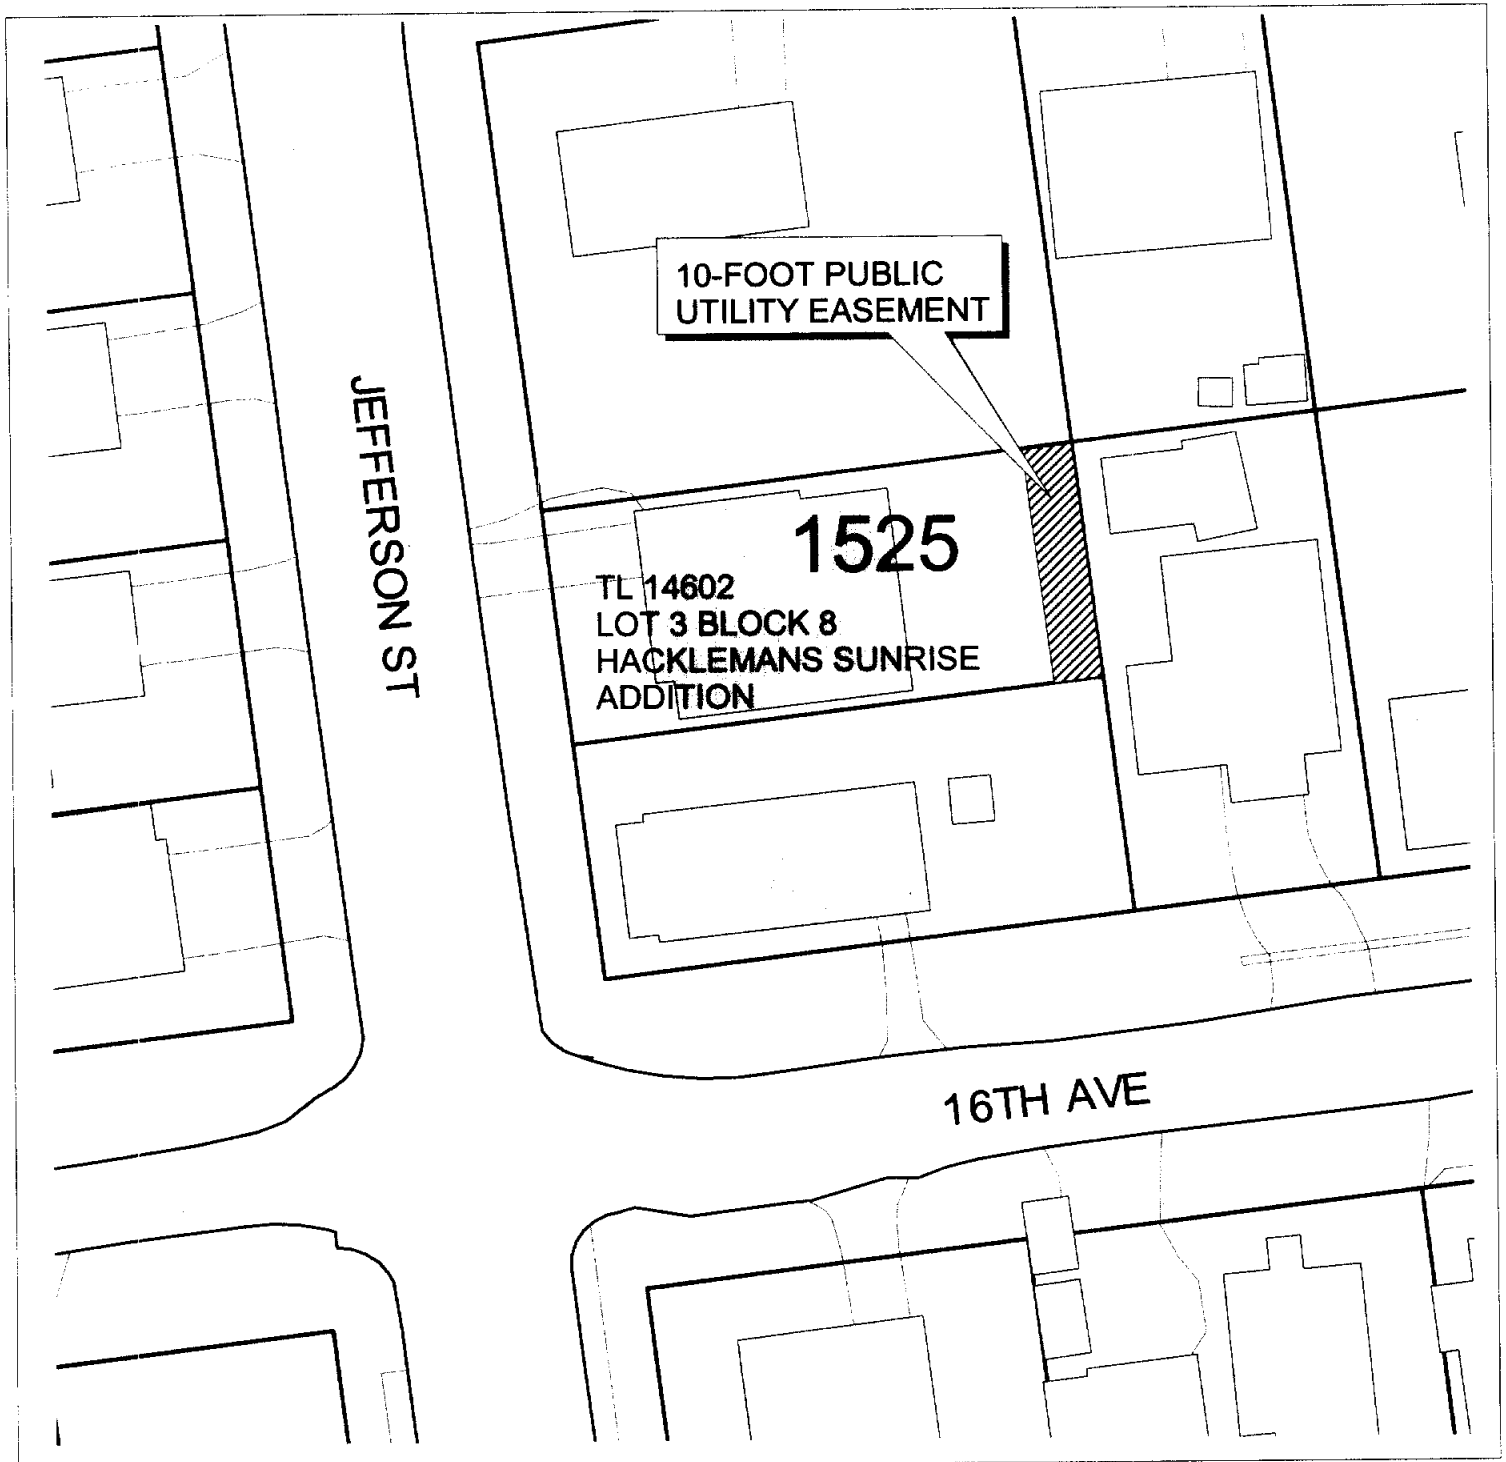 10-FOOT PUBLIC
UTILITY EASEMENT
JEFFERSON ST
1525
TL 14602
LOT 3 BLOCK 8
HACKLEMANS SUNRISE
ADDITION
16TH AVE